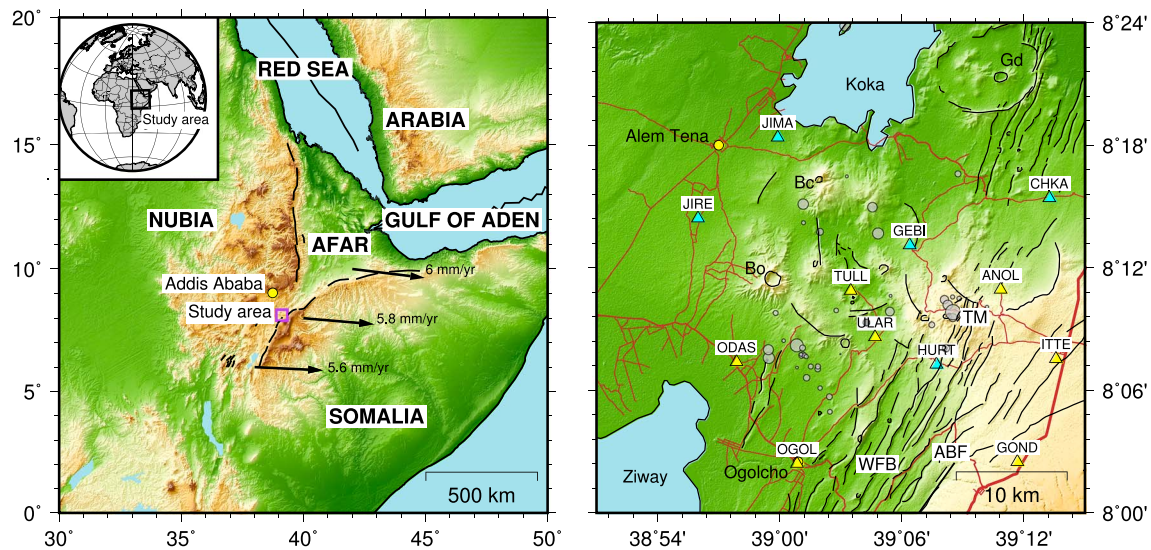 20°
15°
10°
5°
0°
30
35
40
45
50
Study area
RED SEA
ARABIA
NUBIA
GULF OF ADEN
AFAR
6 mm/yr
Addis Ababa
Study area
5.8 mm/yr
5.6 mm/yr
SOMALIA
500 km
8°24'
8°18'
8°12'
8°06'
8°00'
38°54'
39°00'
39°06'
39°12'
Gd
Koka
JIMA
Alem Tena
Bc
CHKA
JIRE
GEBI
Bo
TULL
ANOL
ULAR
TM
ODAS
HURT
ITTE
OGOL
Ogolcho
WFB
ABF
GOND
Ziway
10 km